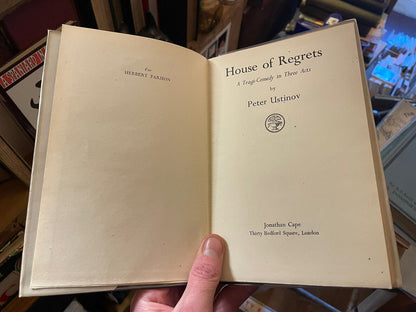 For
HERBERT FARJEON
House of Regrets
A Tragi-Comedy in Three Acts
by
Peter Ustinov
Jonathan Cape
Thirty Bedford Square, London